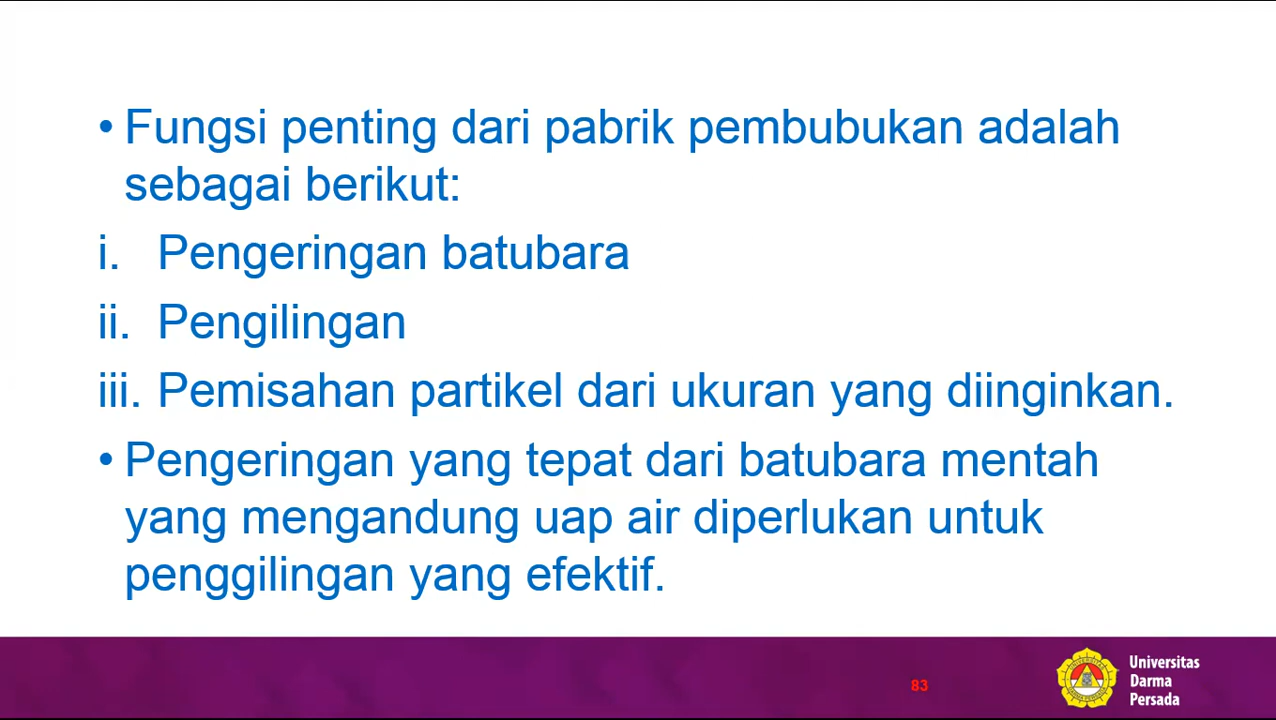 • Fungsi penting dari pabrik pembubukan adalah
sebagai berikut:
i. Pengeringan batubara
ii. Pengilingan
iii. Pemisahan partikel dari ukuran yang diinginkan.
• Pengeringan yang tepat dari batubara mentah
yang mengandung uap air diperlukan untuk
penggilingan yang efektif.
83
Universitas
Darma
Persada